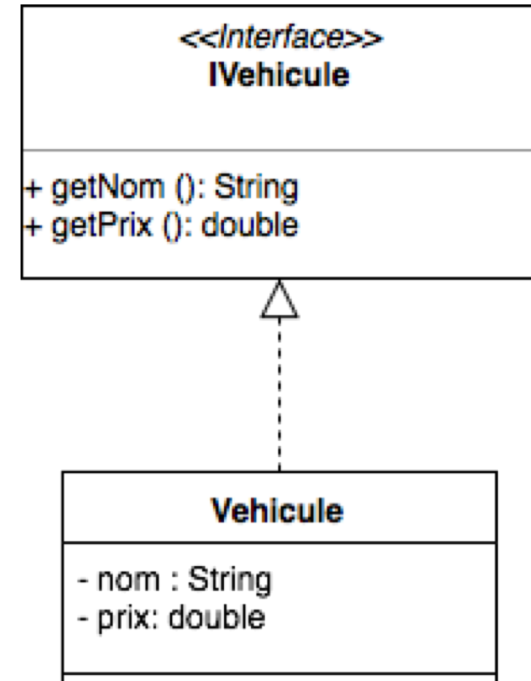 <<Interface>>
IVehicule
+ getNom (): String
+ getPrix (): double
Vehicule
- nom : String
- prix: double